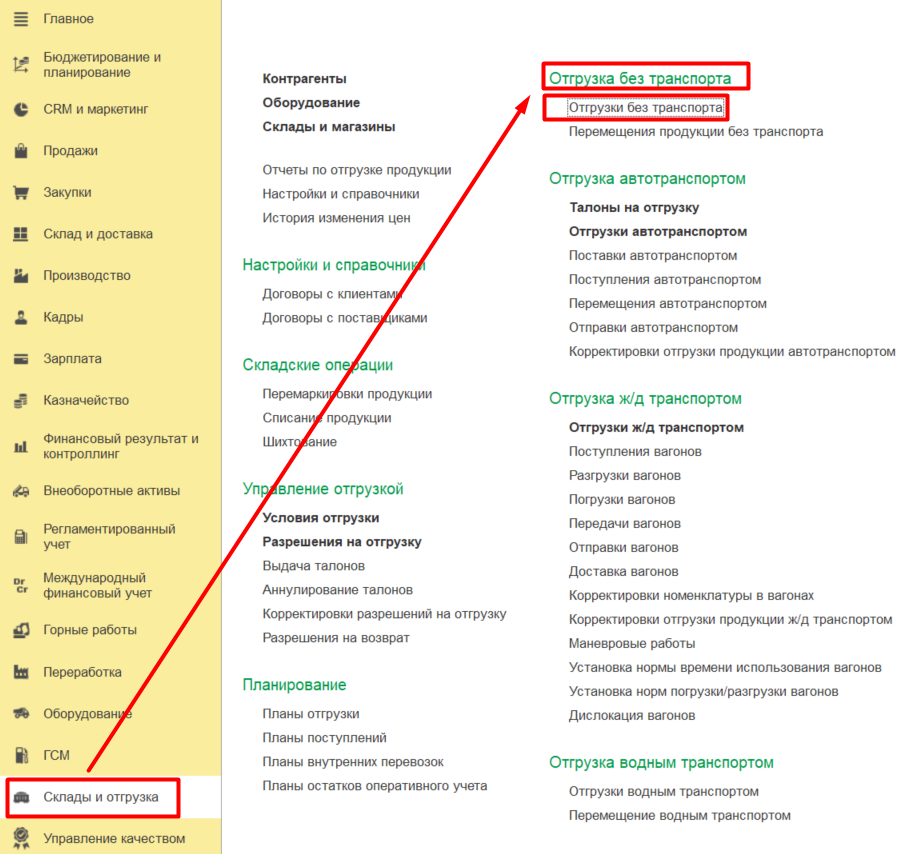 Главное
Бюджетирование и
планирование
CRM и маркетинг
Продажи
Закупки
Склад и доставка
Производство
Кадры
Зарплата
Казначейство
Финансовый результат и
контроллинг
Внеоборотные активы
Регламентированный
учет
Международный
финансовый учет
Горные работы
Переработка
Оборудование
ГСМ
Склады и отгрузка
Управление качеством
Контрагенты
Оборудование
Склады и магазины
Отчеты по отгрузке продукции
Настройки и справочники
История изменения цен
Настройки и справочники
Договоры с клиентами
Договоры с поставщиками
Складские операции
Перемаркировки продукции
Списание продукции
Шихтование
Управление отгрузкой
Условия отгрузки
Разрешения на отгрузку
Выдача талонов
Аннулирование талонов
Корректировки разрешений на отгрузку
Разрешения на возврат
Планирование
Планы отгрузки
Планы поступлений
Планы внутренних перевозок
Планы остатков оперативного учета
Отгрузка без транспорта
Отгрузки без транспорта
Перемещения продукции без транспорта
Отгрузка автотранспортом
Талоны на отгрузку
Отгрузки автотранспортом
Поставки автотранспортом
Поступления автотранспортом
Перемещения автотранспортом
Отправки автотранспортом
Корректировки отгрузки продукции автотранспортом
Отгрузка ж/д транспортом
Отгрузки ж/д транспортом
Поступления вагонов
Разгрузки вагонов
Погрузки вагонов
Передачи вагонов
Отправки вагонов
Доставка вагонов
Корректировки номенклатуры в вагонах
Корректировки отгрузки продукции ж/д транспортом
Маневровые работы
Установка нормы времени использования вагонов
Установка норм погрузки/разгрузки вагонов
Дислокация вагонов
Отгрузка водным транспортом
Отгрузки водным транспортом
Перемещение водным транспортом
Dr
Cr